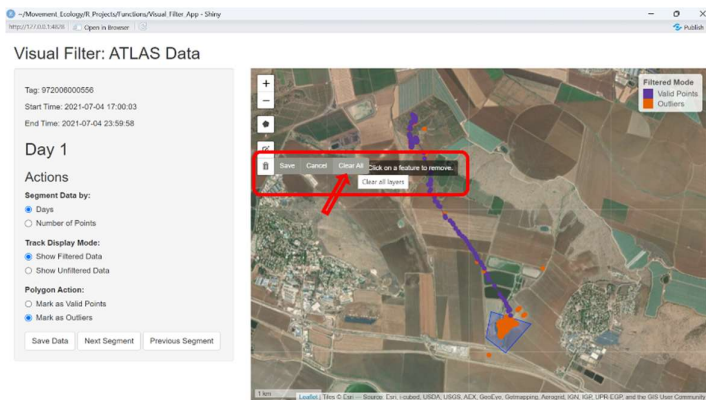 ~/Movement_Ecology/R_Projects/Functions/Visual_Filter_App - Shiny
http://127.0.0.1:4828 Open in Browser Publish
Visual Filter: ATLAS Data
Tag: 972006000556
Start Time: 2021-07-04 17:00:03
End Time: 2021-07-04 23:59:58
Day 1
Actions
Segment Data by:
Days
Number of Points
Track Display Mode:
Show Filtered Data
Show Unfiltered Data
Polygon Action:
Mark as Valid Points
Mark as Outliers
Save Data Next Segment Previous Segment
+
−
Save Cancel Clear All Click on a feature to remove.
Clear all layers
Filtered Mode
Valid Points
Outliers
1 km
Leaflet | Tiles © Esri — Source: Esri, i-cubed, USDA, USGS, AEX, GeoEye, Getmapping, Aerogrid, IGN, IGP, UPR-EGP, and the GIS User Community